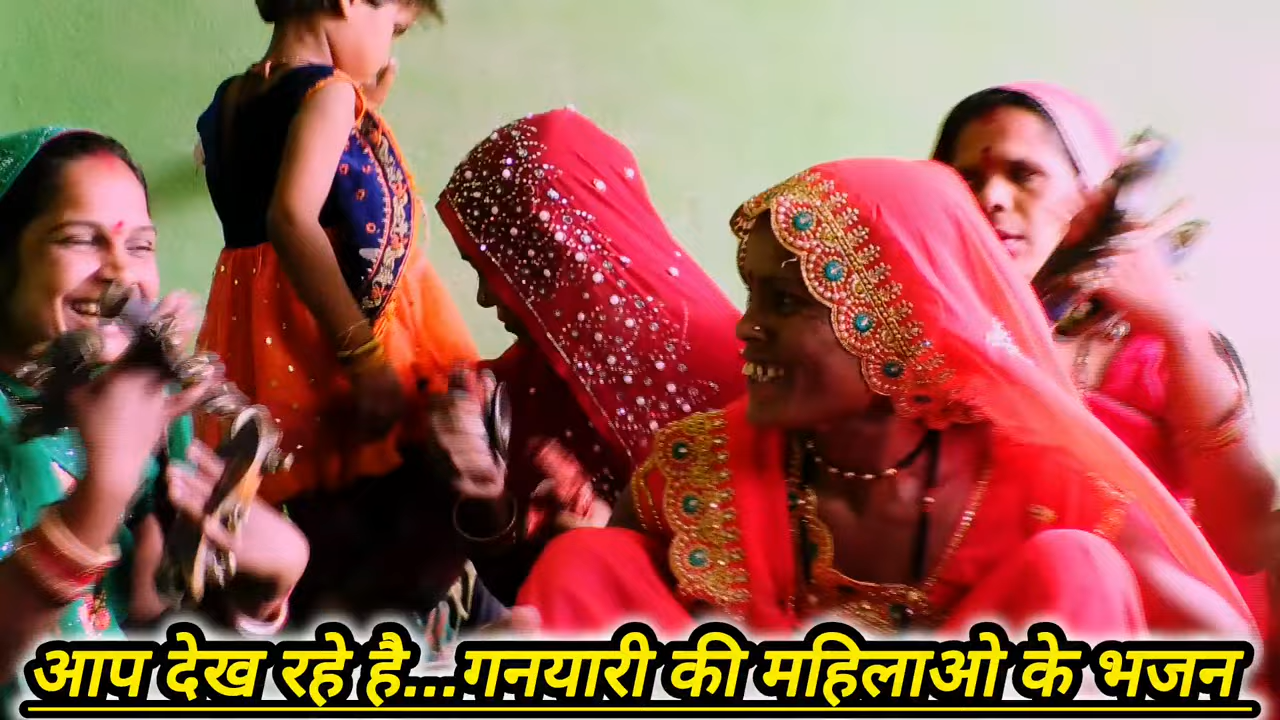 आप देख रहे है...गनयारी की महिलाओ के भजन